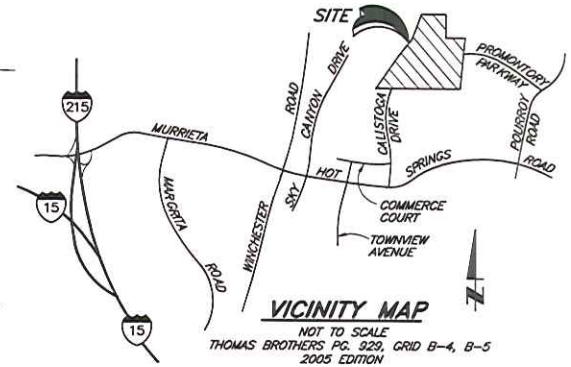 SITE
215
15
15
MURRIETA
HOT
SPRINGS
ROAD
MARGRITA
ROAD
WINCHESTER
ROAD
SKY
CANYON
DRIVE
CALISTOGA
DRIVE
PROMONTORY
PARKWAY
POURROY
ROAD
COMMERCE
COURT
TOWNVIEW
AVENUE
N
VICINITY MAP
NOT TO SCALE
THOMAS BROTHERS PG. 929, GRID B-4, B-5
2005 EDITION